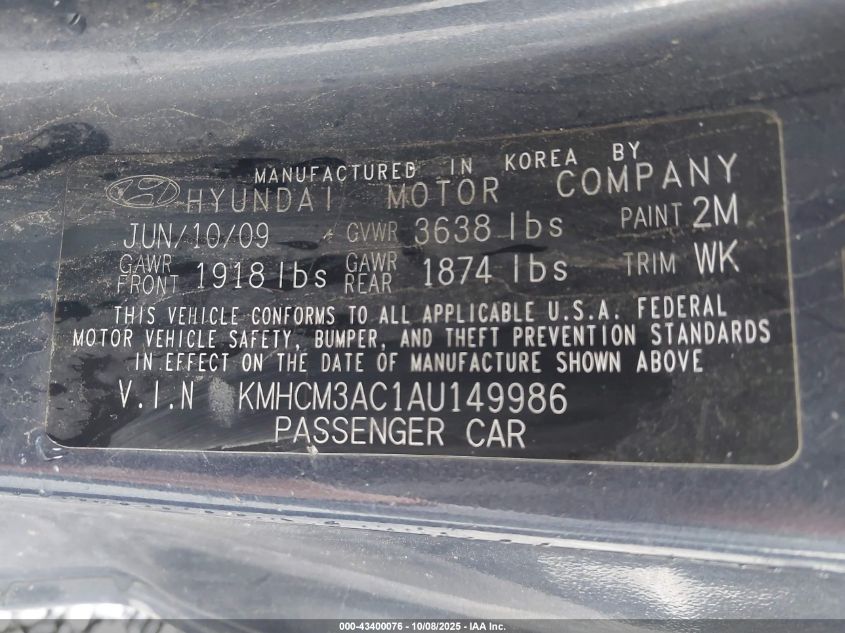 MANUFACTURED IN KOREA BY
HYUNDAI MOTOR COMPANY
JUN/10/09 GVWR 3638 lbs PAINT 2M
GAWR FRONT 1918 lbs GAWR REAR 1874 lbs TRIM WK
THIS VEHICLE CONFORMS TO ALL APPLICABLE U.S.A. FEDERAL
MOTOR VEHICLE SAFETY, BUMPER, AND THEFT PREVENTION STANDARDS
IN EFFECT ON THE DATE OF MANUFACTURE SHOWN ABOVE
V.I.N KMHCM3AC1AU149986
PASSENGER CAR
000-43400076 - 10/08/2025 - IAA Inc.